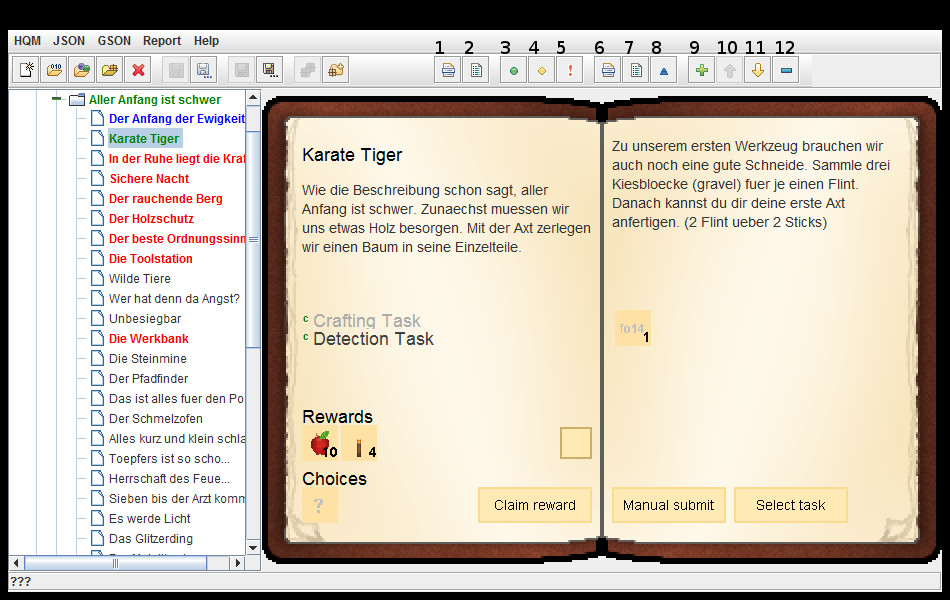 HQM JSON GSON Report Help
1 2 3 4 5 6 7 8 9 10 11 12
Aller Anfang ist schwer
Der Anfang der Ewigkeit
Karate Tiger
In der Ruhe liegt die Kraf
Sichere Nacht
Der rauchende Berg
Der Holzschutz
Der beste Ordnungssinn
Die Toolstation
Wilde Tiere
Wer hat denn da Angst?
Unbesiegbar
Die Werkbank
Die Steinmine
Der Pfadfinder
Das ist alles fuer den Po
Der Schmelzofen
Alles kurz und klein schla
Toepfers ist so scho...
Herrschaft des Feue...
Sieben bis der Arzt komm
Es werde Licht
Das Glitzerding
Karate Tiger
Wie die Beschreibung schon sagt, aller
Anfang ist schwer. Zunaechst muessen wir
uns etwas Holz besorgen. Mit der Axt zerlegen
wir einen Baum in seine Einzelteile.
c Crafting Task
c Detection Task
Rewards
10 4
Choices
?
Claim reward
Zu unserem ersten Werkzeug brauchen wir
auch noch eine gute Schneide. Sammle drei
Kiesbloecke (gravel) fuer je einen Flint.
Danach kannst du dir deine erste Axt
anfertigen. (2 Flint ueber 2 Sticks)
fo14
1
Manual submit Select task
???